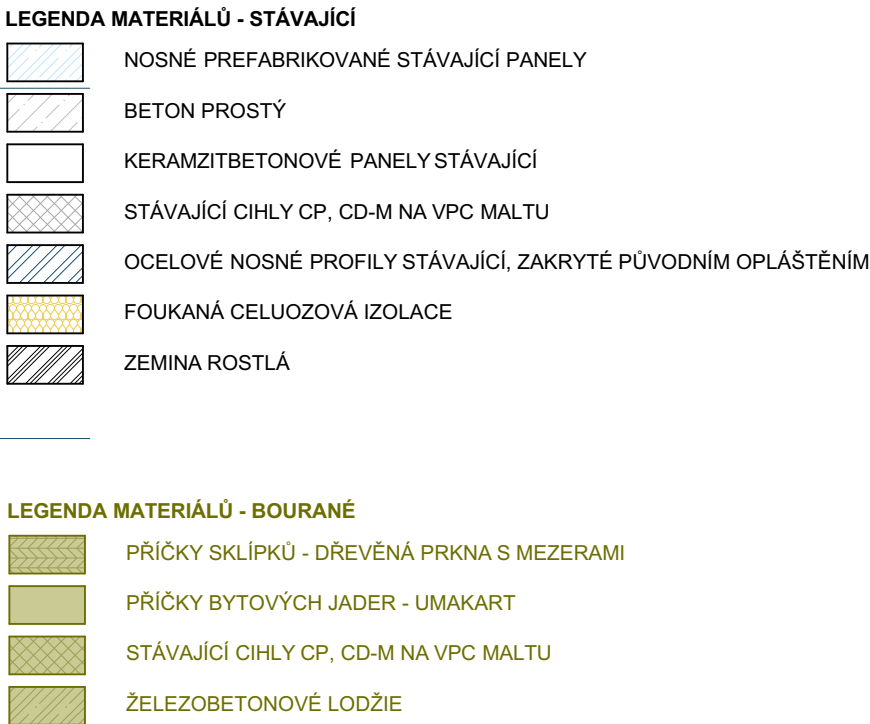 LEGENDA MATERIÁLŮ - STÁVAJÍCÍ
NOSNÉ PREFABRIKOVANÉ STÁVAJÍCÍ PANELY
BETON PROSTÝ
KERAMZITBETONOVÉ PANELY STÁVAJÍCÍ
STÁVAJÍCÍ CIHLY CP, CD-M NA VPC MALTU
OCELOVÉ NOSNÉ PROFILY STÁVAJÍCÍ, ZAKRYTÉ PŮVODNÍM OPLÁŠTĚNÍM
FOUKANÁ CELUOZOVÁ IZOLACE
ZEMINA ROSTLÁ
LEGENDA MATERIÁLŮ - BOURANÉ
PŘÍČKY SKLÍPKŮ - DŘEVĚNÁ PRKNA S MEZERAMI
PŘÍČKY BYTOVÝCH JADER - UMAKART
STÁVAJÍCÍ CIHLY CP, CD-M NA VPC MALTU
ŽELEZOBETONOVÉ LODŽIE